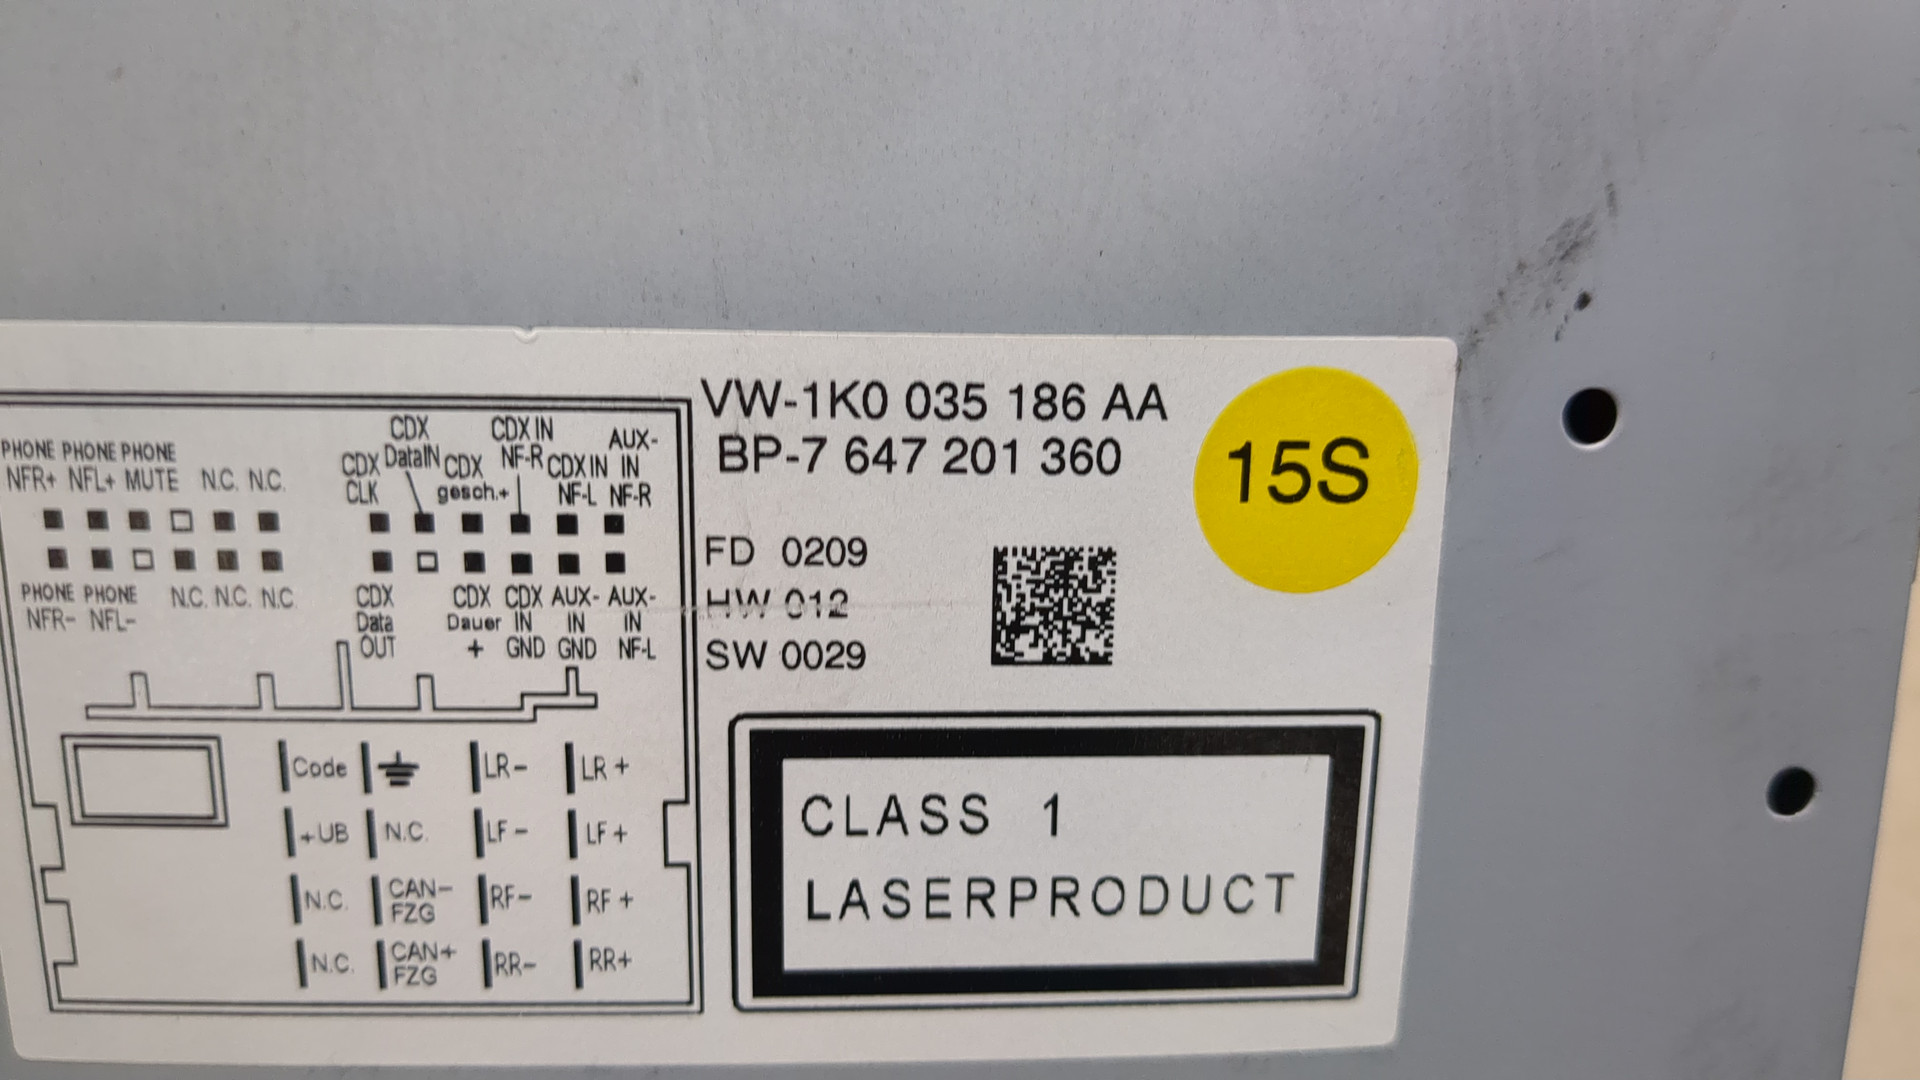 VW-1K0 035 186 AA
BP-7 647 201 360
15S
FD 0209
HW 012
SW 0029
CLASS 1
LASERPRODUCT
PHONE PHONE PHONE
NFR+ NFL+ MUTE N.C. N.C.
CDX CLK
CDX DataIN
CDX gesch.+
CDX IN NF-R
CDX IN NF-L
AUX-IN NF-R
PHONE PHONE
NFR- NFL- N.C. N.C. N.C.
CDX Data OUT
CDX Dauer +
CDX IN GND
AUX-IN GND
AUX-IN NF-L
Code LR- LR+
+UB N.C. LF- LF+
N.C. CAN- FZG RF- RF+
N.C. CAN+ FZG RR- RR+